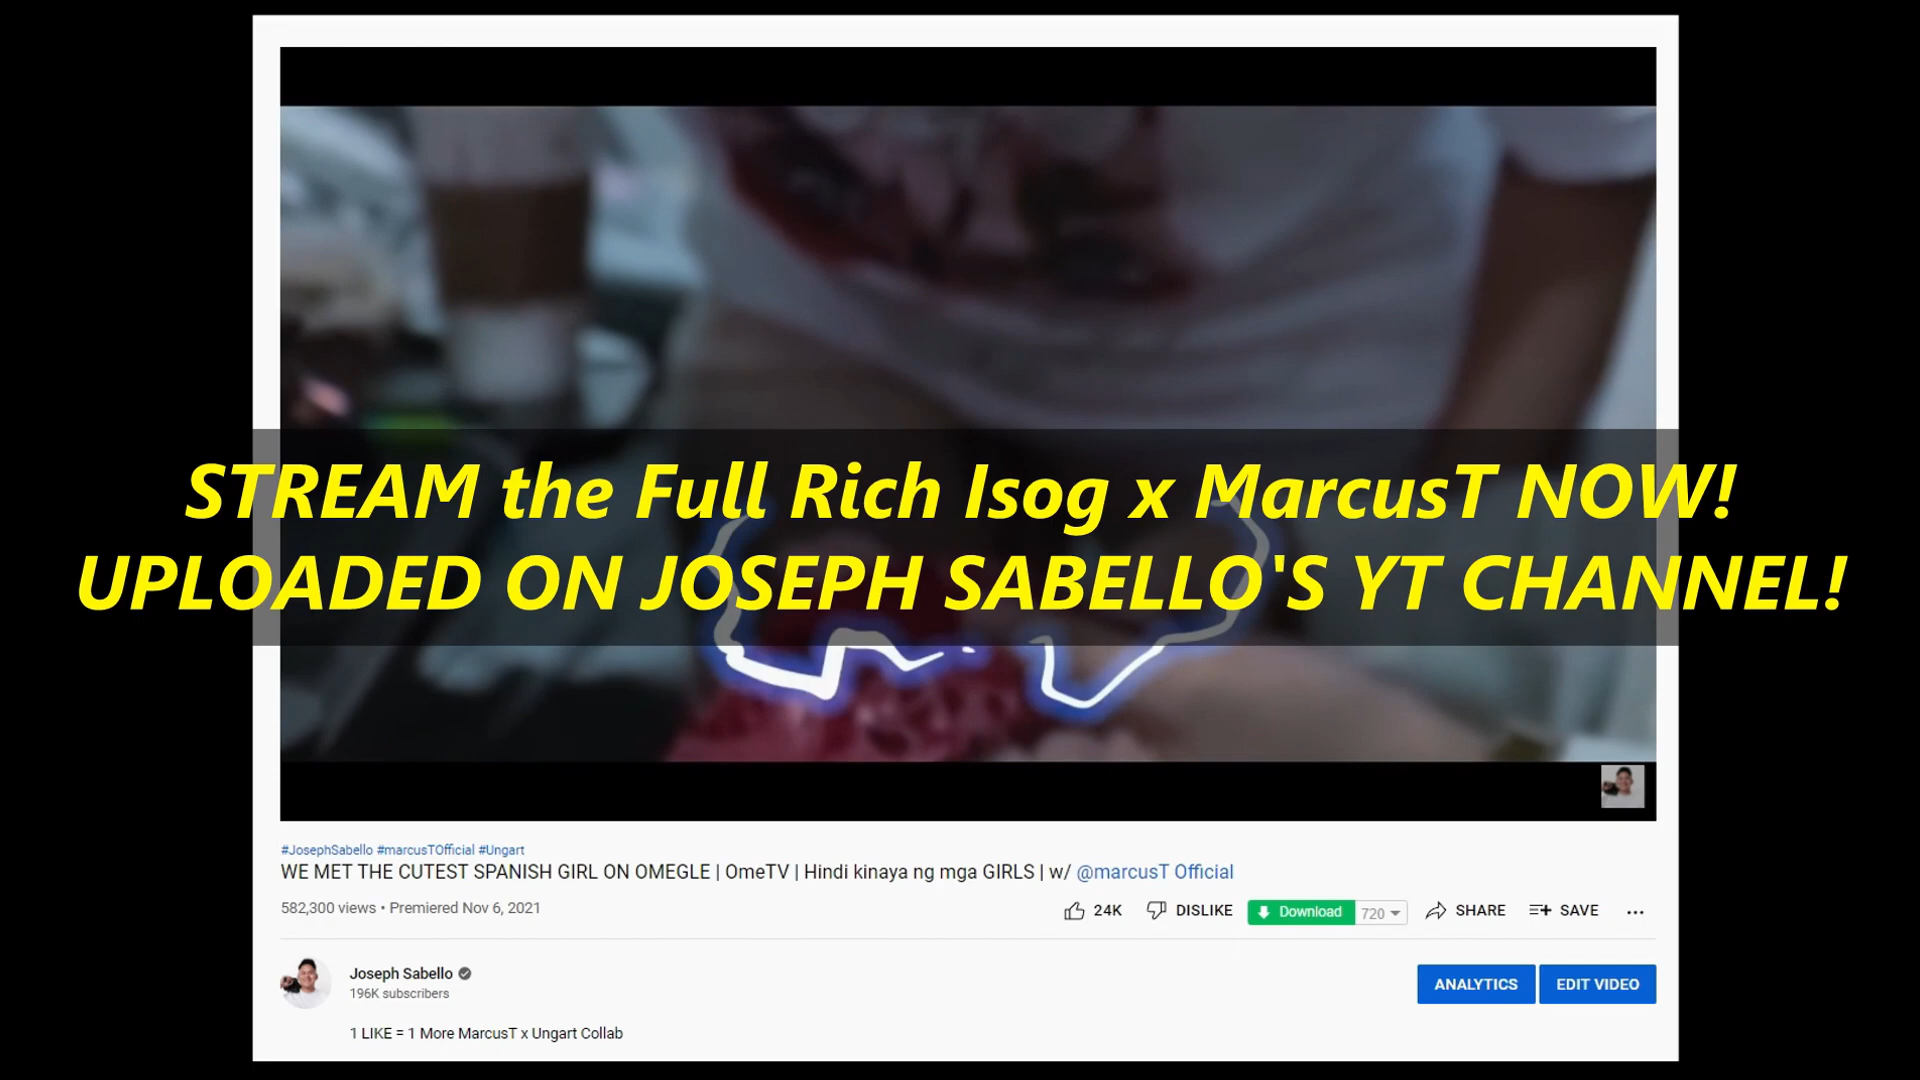 STREAM the Full Rich Isog x MarcusT NOW!
UPLOADED ON JOSEPH SABELLO'S YT CHANNEL!
#JosephSabello #marcusTOfficial #Ungart
WE MET THE CUTEST SPANISH GIRL ON OMEGLE | OmeTV | Hindi kinaya ng mga GIRLS | w/ @marcusT Official
582,300 views • Premiered Nov 6, 2021
24K DISLIKE Download 720 SHARE SAVE ...
Joseph Sabello
196K subscribers
ANALYTICS EDIT VIDEO
1 LIKE = 1 More MarcusT x Ungart Collab